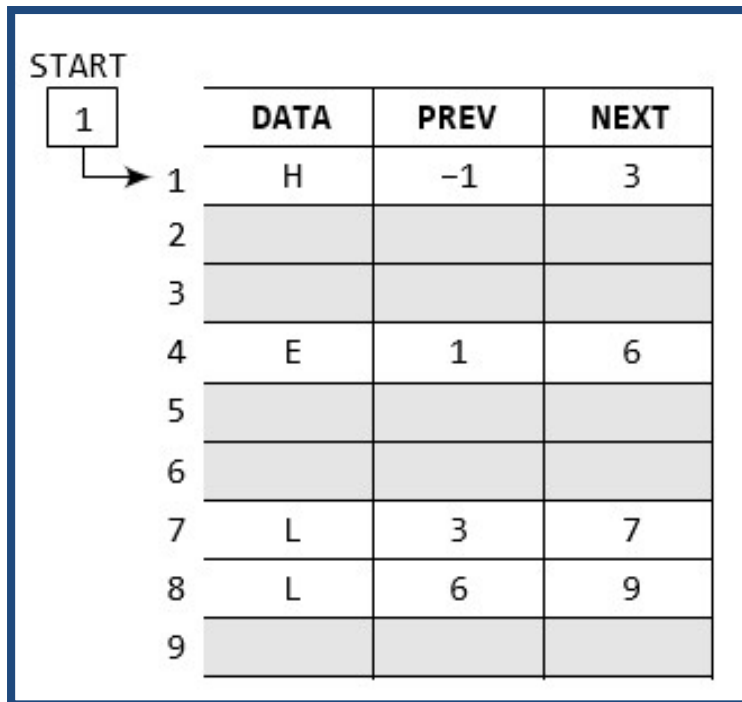 START
1
DATA PREV NEXT
1 H −1 3
2
3
4 E 1 6
5
6
7 L 3 7
8 L 6 9
9